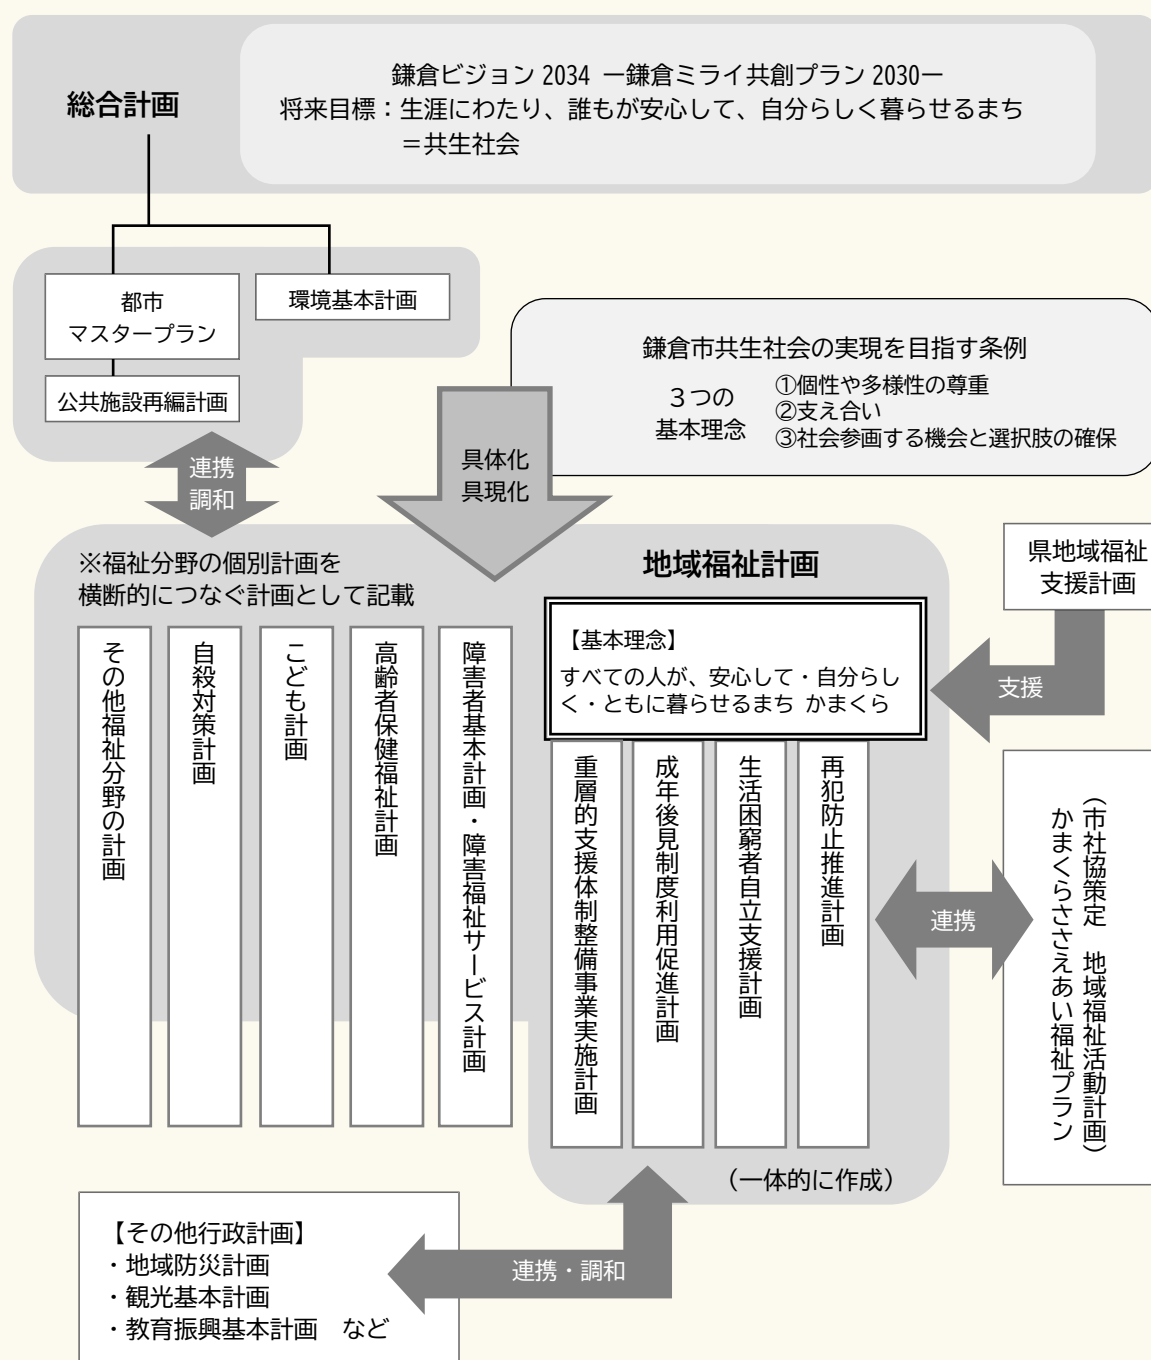 総合計画
鎌倉ビジョン 2034 ー鎌倉ミライ共創プラン 2030ー
将来目標：生涯にわたり、誰もが安心して、自分らしく暮らせるまち
＝共生社会
都市
マスタープラン
環境基本計画
公共施設再編計画
鎌倉市共生社会の実現を目指す条例
３つの
基本理念
①個性や多様性の尊重
②支え合い
③社会参画する機会と選択肢の確保
連携
調和
具体化
具現化
※福祉分野の個別計画を
横断的につなぐ計画として記載
地域福祉計画
県地域福祉
支援計画
支援
【基本理念】
すべての人が、安心して・自分らし
く・ともに暮らせるまち かまくら
その他福祉分野の計画
自殺対策計画
こども計画
高齢者保健福祉計画
障害者基本計画・障害福祉サービス計画
重層的支援体制整備事業実施計画
成年後見制度利用促進計画
生活困窮者自立支援計画
再犯防止推進計画
連携
（市社協策定　地域福祉活動計画）
かまくらささえあい福祉プラン
（一体的に作成）
【その他行政計画】
・地域防災計画
・観光基本計画
・教育振興基本計画　など
連携・調和